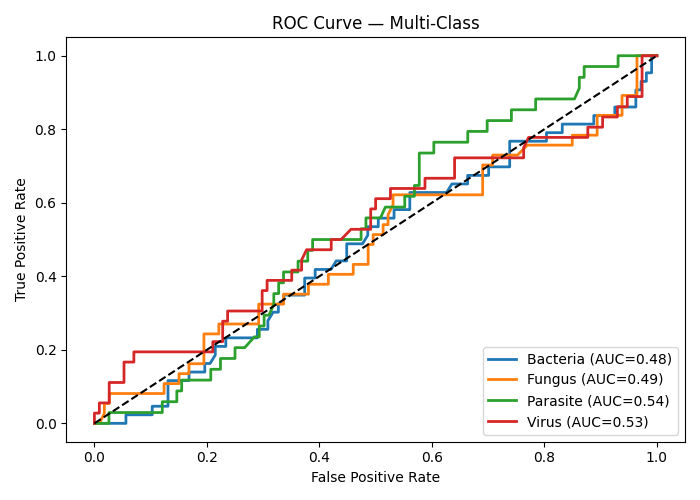 ROC Curve — Multi-Class
True Positive Rate
1.0
0.8
0.6
0.4
0.2
0.0
0.0 0.2 0.4 0.6 0.8 1.0
False Positive Rate
Bacteria (AUC=0.48)
Fungus (AUC=0.49)
Parasite (AUC=0.54)
Virus (AUC=0.53)